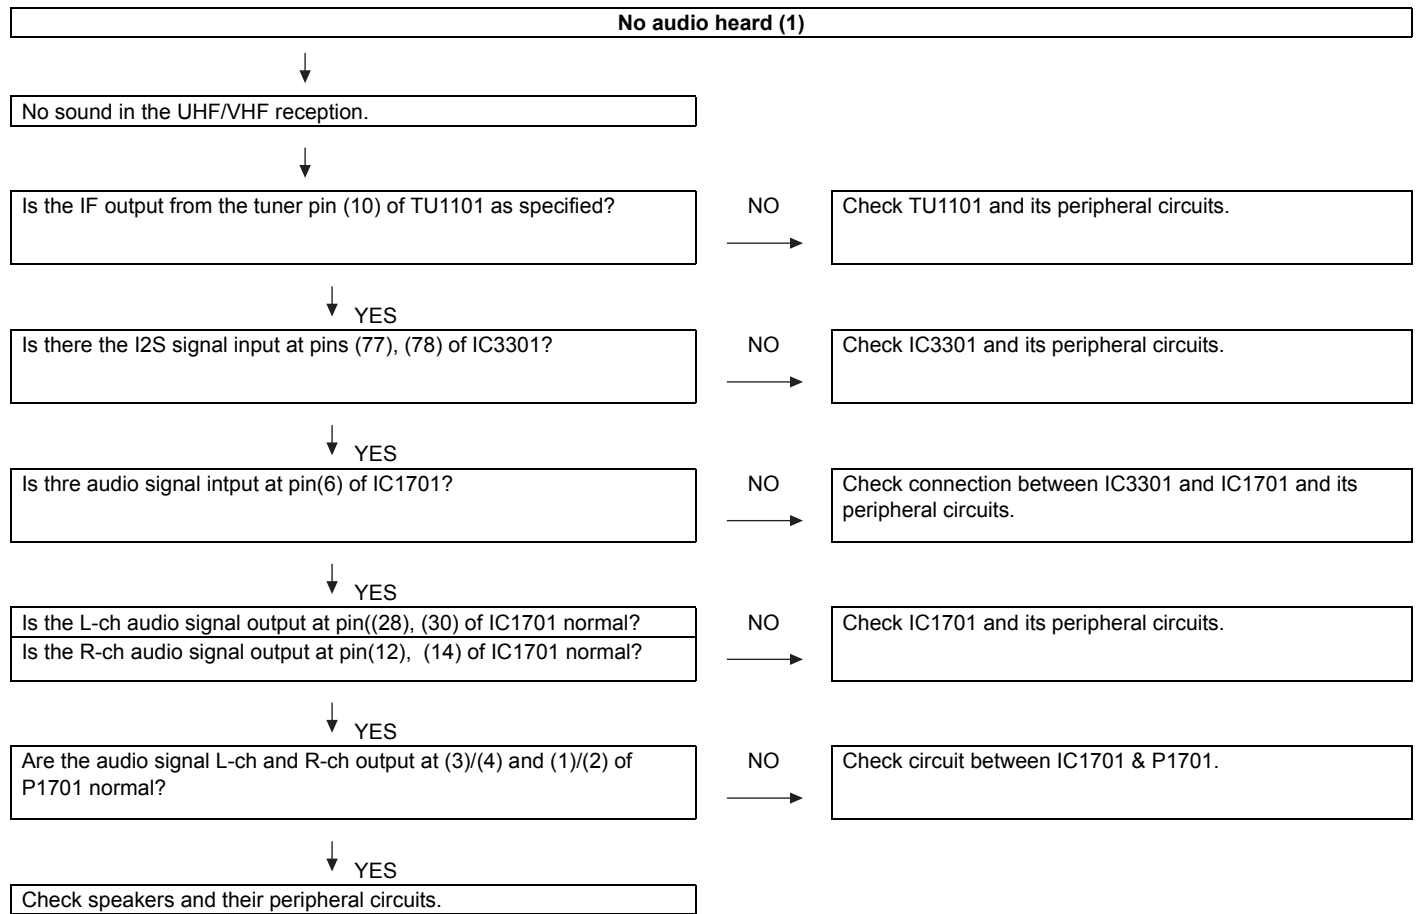 No audio heard (1)
No sound in the UHF/VHF reception.
Is the IF output from the tuner pin (10) of TU1101 as specified?
NO
Check TU1101 and its peripheral circuits.
YES
Is there the I2S signal input at pins (77), (78) of IC3301?
NO
Check IC3301 and its peripheral circuits.
YES
Is thre audio signal intput at pin(6) of IC1701?
NO
Check connection between IC3301 and IC1701 and its
peripheral circuits.
YES
Is the L-ch audio signal output at pin((28), (30) of IC1701 normal?
Is the R-ch audio signal output at pin(12),  (14) of IC1701 normal?
NO
Check IC1701 and its peripheral circuits.
YES
Are the audio signal L-ch and R-ch output at (3)/(4) and (1)/(2) of
P1701 normal?
NO
Check circuit between IC1701 & P1701.
YES
Check speakers and their peripheral circuits.